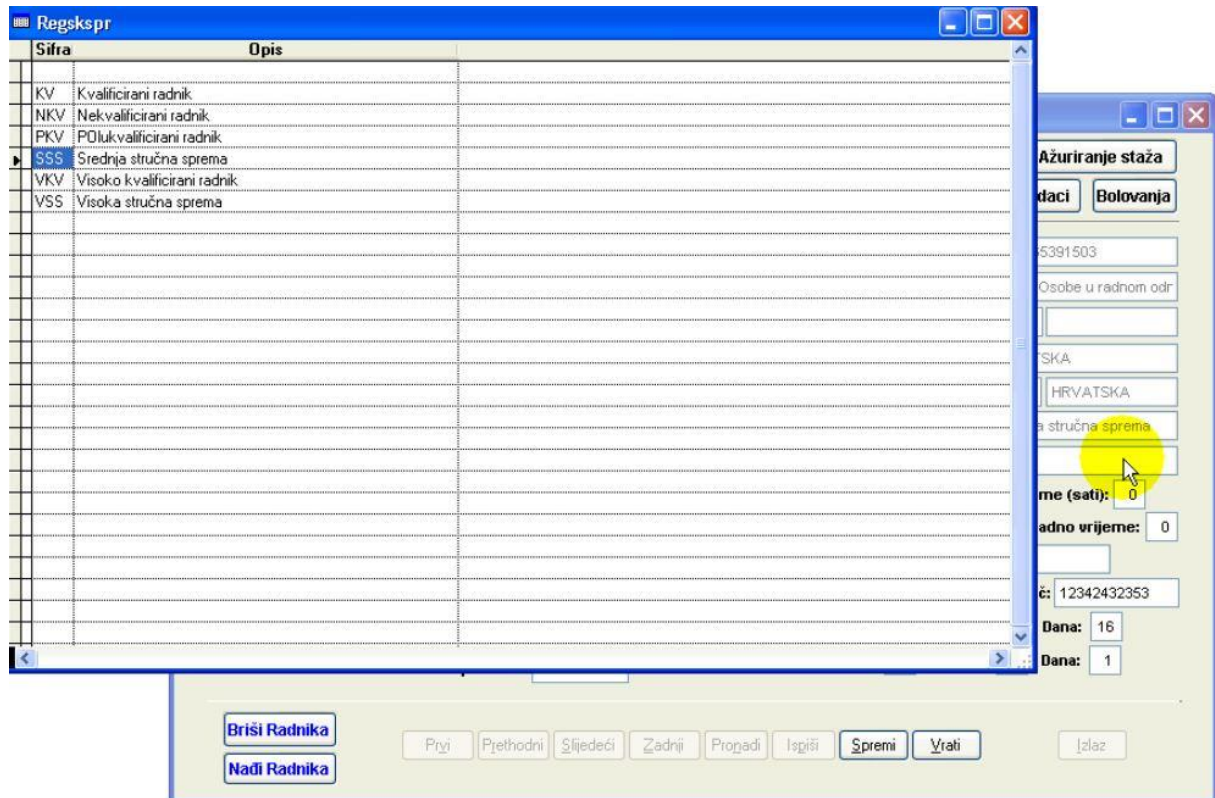 Regskspr
Sifra Opis
KV Kvalificirani radnik
NKV Nekvalificirani radnik
PKV POlukvalificirani radnik
SSS Srednja stručna sprema
VKV Visoko kvalificirani radnik
VSS Visoka stručna sprema
Ažuriranje staža
daci Bolovanja
5391503
Osobe u radnom odr
TSKA
HRVATSKA
a stručna sprema
me (sati): 0
adno vrijeme: 0
č: 12342432353
Dana: 16
Dana: 1
Briši Radnika
Prvi Prethodni Slijedeći Zadnji Pronađi Ispiši Spremi Vrati Izlaz
Nađi Radnika